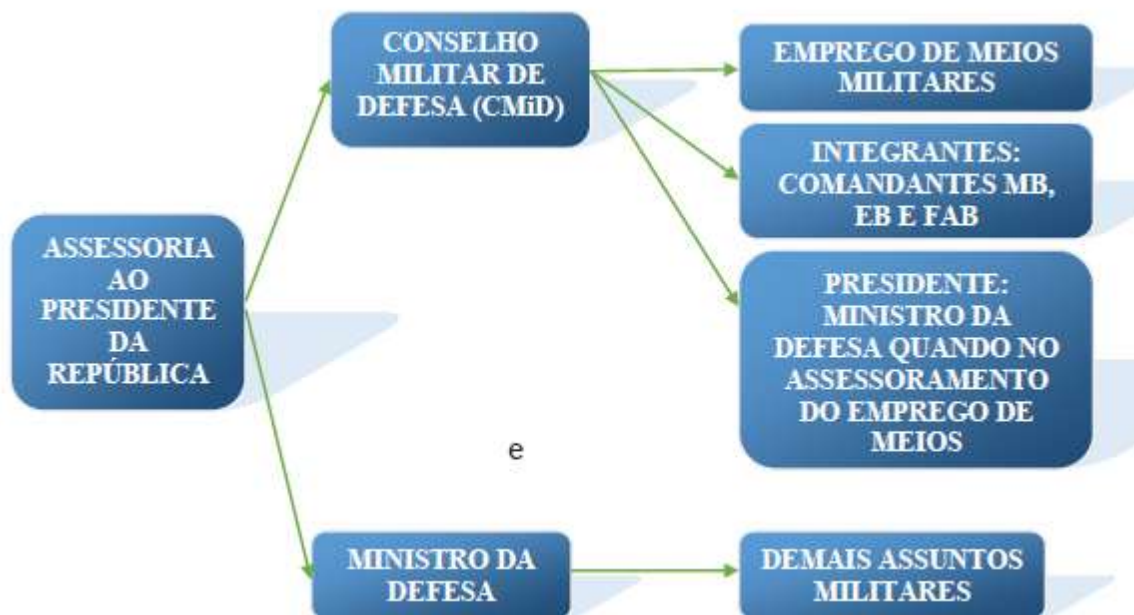 ASSESSORIA
AO
PRESIDENTE
DA
REPÚBLICA
CONSELHO
MILITAR DE
DEFESA (CMiD)
EMPREGO DE MEIOS
MILITARES
INTEGRANTES:
COMANDANTES MB,
EB E FAB
PRESIDENTE:
MINISTRO DA
DEFESA QUANDO NO
ASSESSORAMENTO
DO EMPREGO DE
MEIOS
e
MINISTRO DA
DEFESA
DEMAIS ASSUNTOS
MILITARES